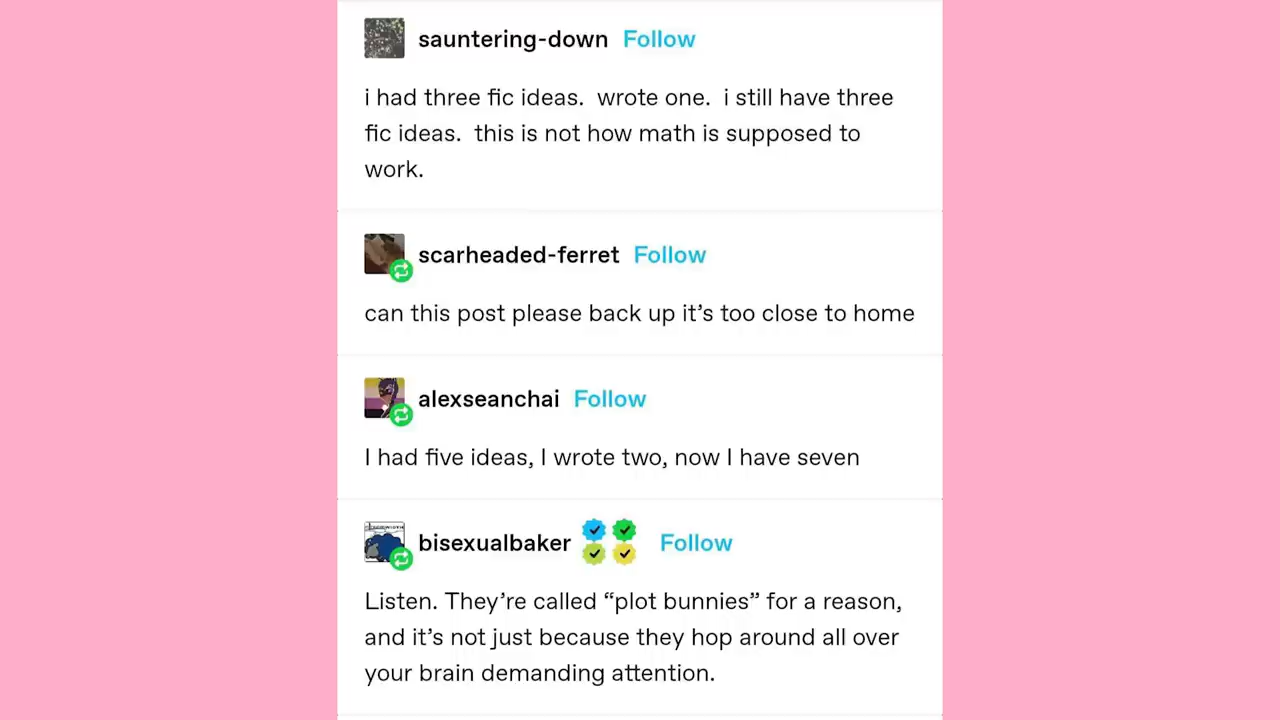 sauntering-down Follow
i had three fic ideas.  wrote one.  i still have three
fic ideas.  this is not how math is supposed to
work.
scarheaded-ferret Follow
can this post please back up it’s too close to home
alexseanchai Follow
I had five ideas, I wrote two, now I have seven
bisexualbaker Follow
Listen. They’re called “plot bunnies” for a reason,
and it’s not just because they hop around all over
your brain demanding attention.